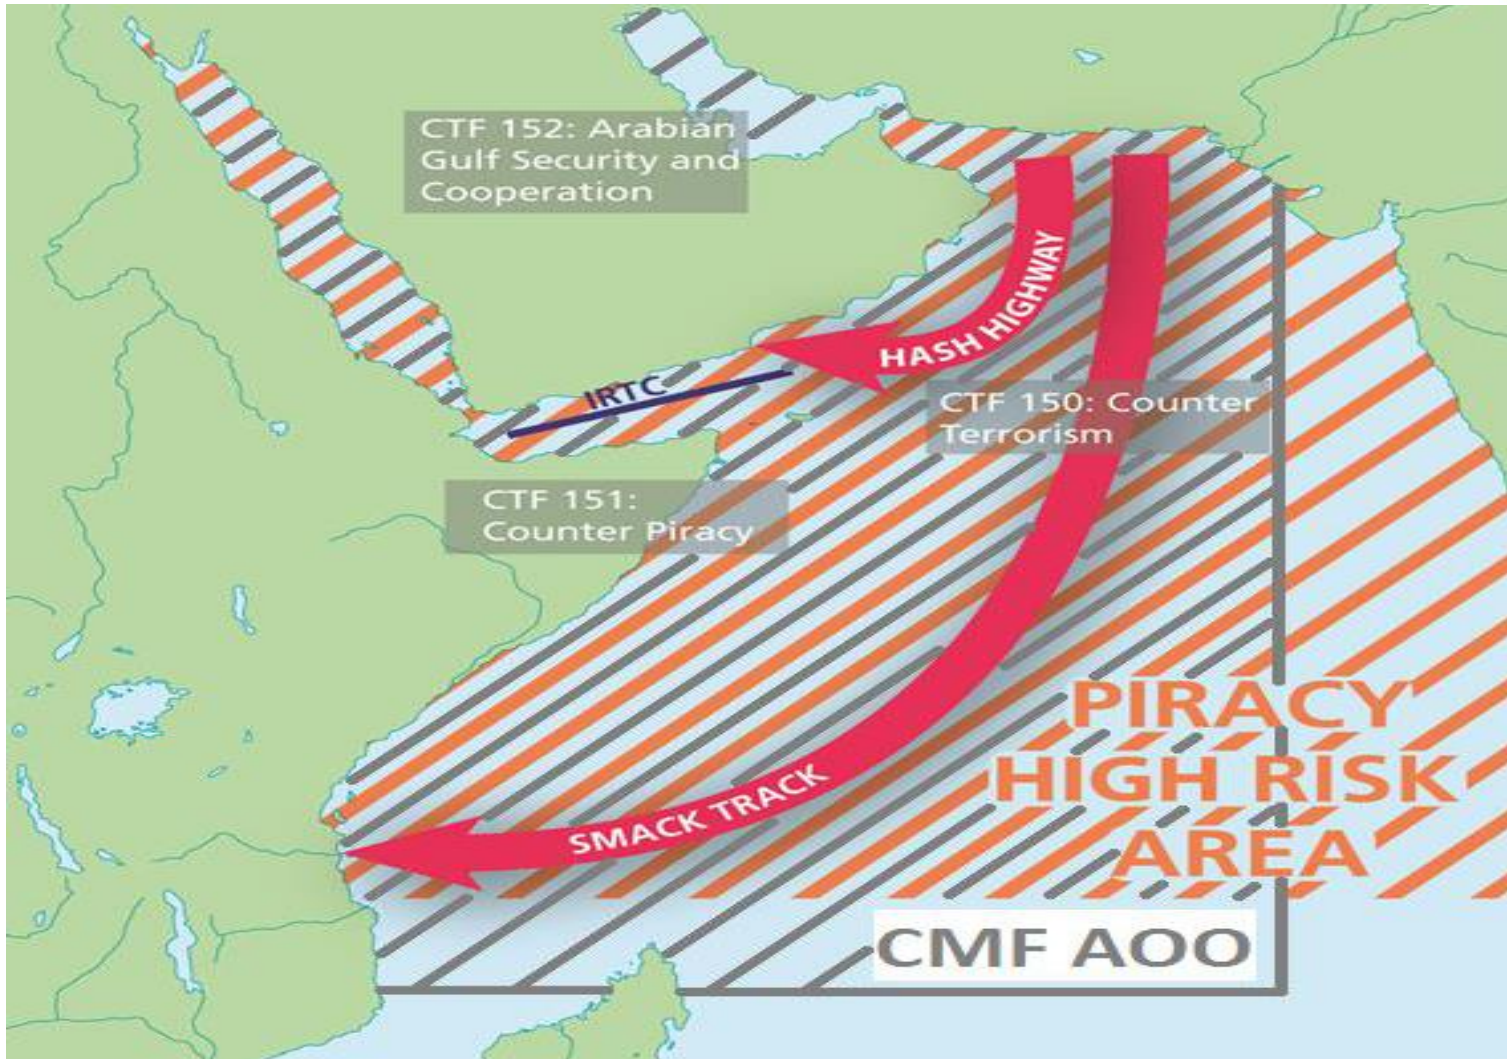 CTF 152: Arabian
Gulf Security and
Cooperation
HASH HIGHWAY
IRTC
CTF 150: Counter
Terrorism
CTF 151:
Counter Piracy
SMACK TRACK
PIRACY
HIGH RISK
AREA
CMF AOO